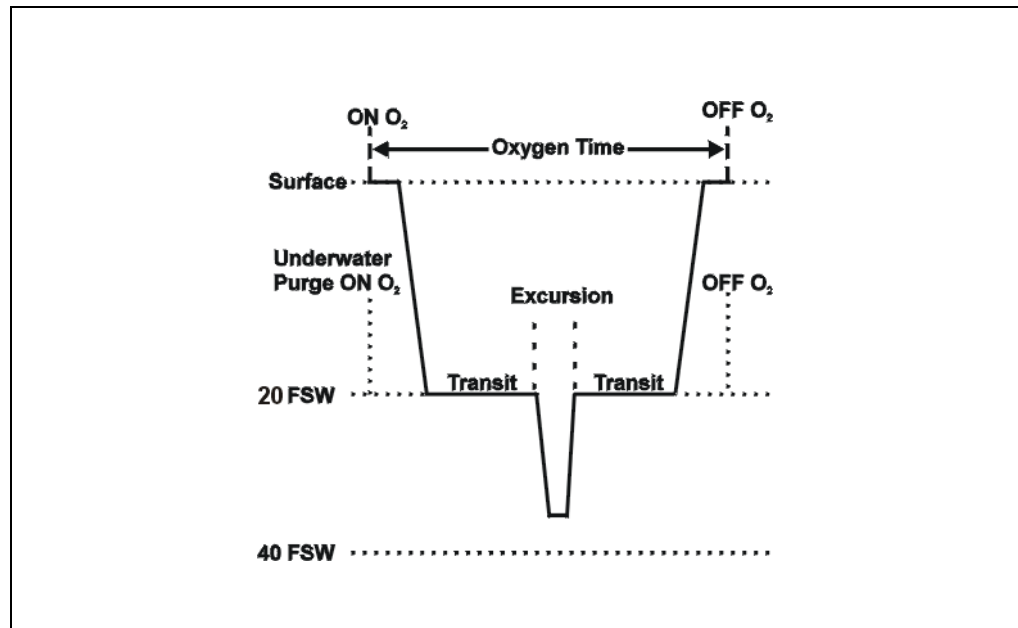 ON O₂
OFF O₂
Oxygen Time
Surface
Underwater
Purge ON O₂
OFF O₂
Excursion
Transit
Transit
20 FSW
40 FSW